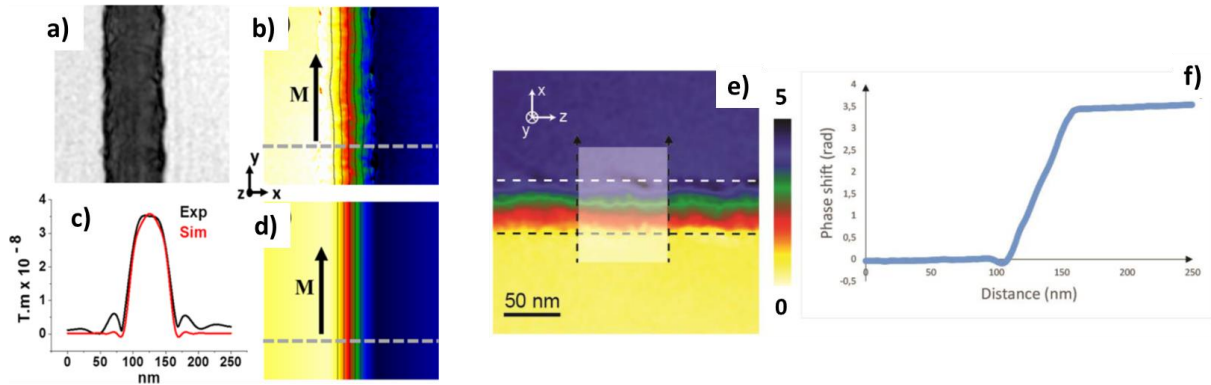 a)
b)
M
y
z x
c)
4
3
2
1
0
T.m x 10 - 8
Exp
Sim
0 50 100 150 200 250
nm
d)
M
e)
x
y z
50 nm
5
0
f)
4
3,5
3
2,5
2
1,5
1
0,5
0
-0,5
Phase shift (rad)
0 50 100 150 200 250
Distance (nm)